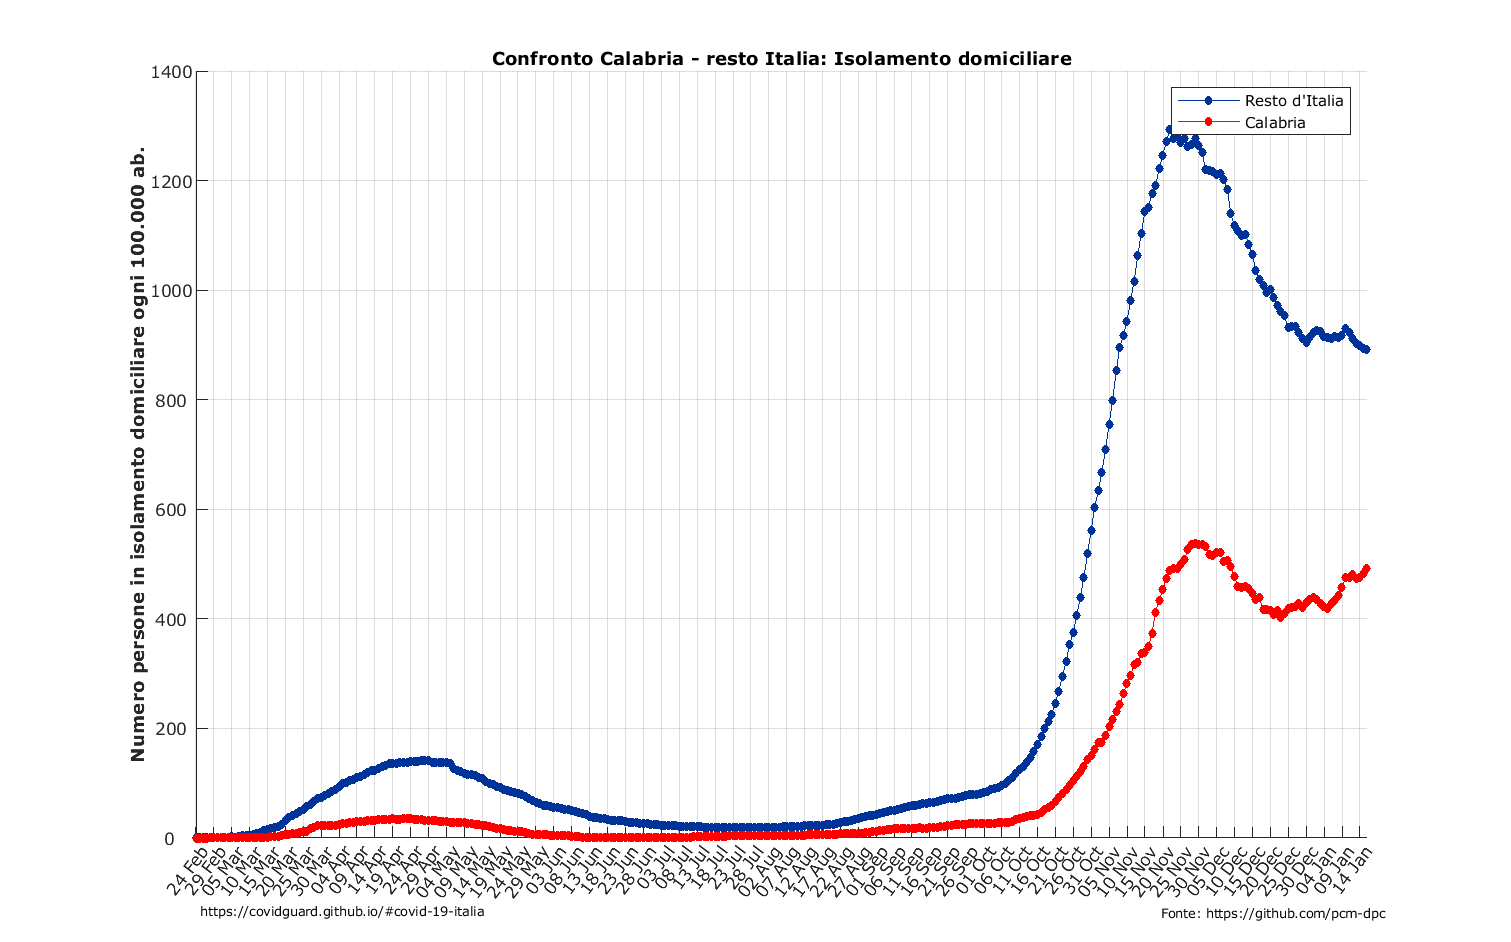 Confronto Calabria - resto Italia: Isolamento domiciliare
Numero persone in isolamento domiciliare ogni 100.000 ab.
1400
1200
1000
800
600
400
200
0
Resto d'Italia
Calabria
24 Feb
29 Feb
05 Mar
10 Mar
15 Mar
20 Mar
25 Mar
30 Mar
04 Apr
09 Apr
14 Apr
19 Apr
24 Apr
29 Apr
04 May
09 May
14 May
19 May
24 May
29 May
03 Jun
08 Jun
13 Jun
18 Jun
23 Jun
28 Jun
03 Jul
08 Jul
13 Jul
18 Jul
23 Jul
28 Jul
02 Aug
07 Aug
12 Aug
17 Aug
22 Aug
27 Aug
01 Sep
06 Sep
11 Sep
16 Sep
21 Sep
26 Sep
01 Oct
06 Oct
11 Oct
16 Oct
21 Oct
26 Oct
31 Oct
05 Nov
10 Nov
15 Nov
20 Nov
25 Nov
30 Nov
05 Dec
10 Dec
15 Dec
20 Dec
25 Dec
30 Dec
04 Jan
09 Jan
14 Jan
https://covidguard.github.io/#covid-19-italia
Fonte: https://github.com/pcm-dpc